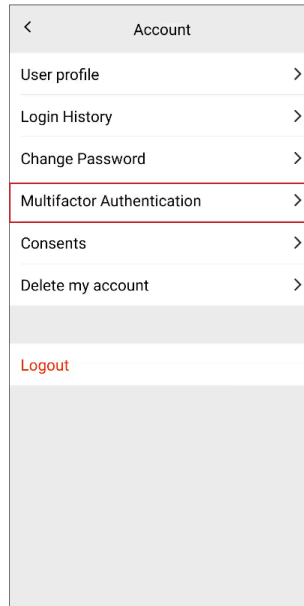 Account
User profile
Login History
Change Password
Multifactor Authentication
Consents
Delete my account
Logout